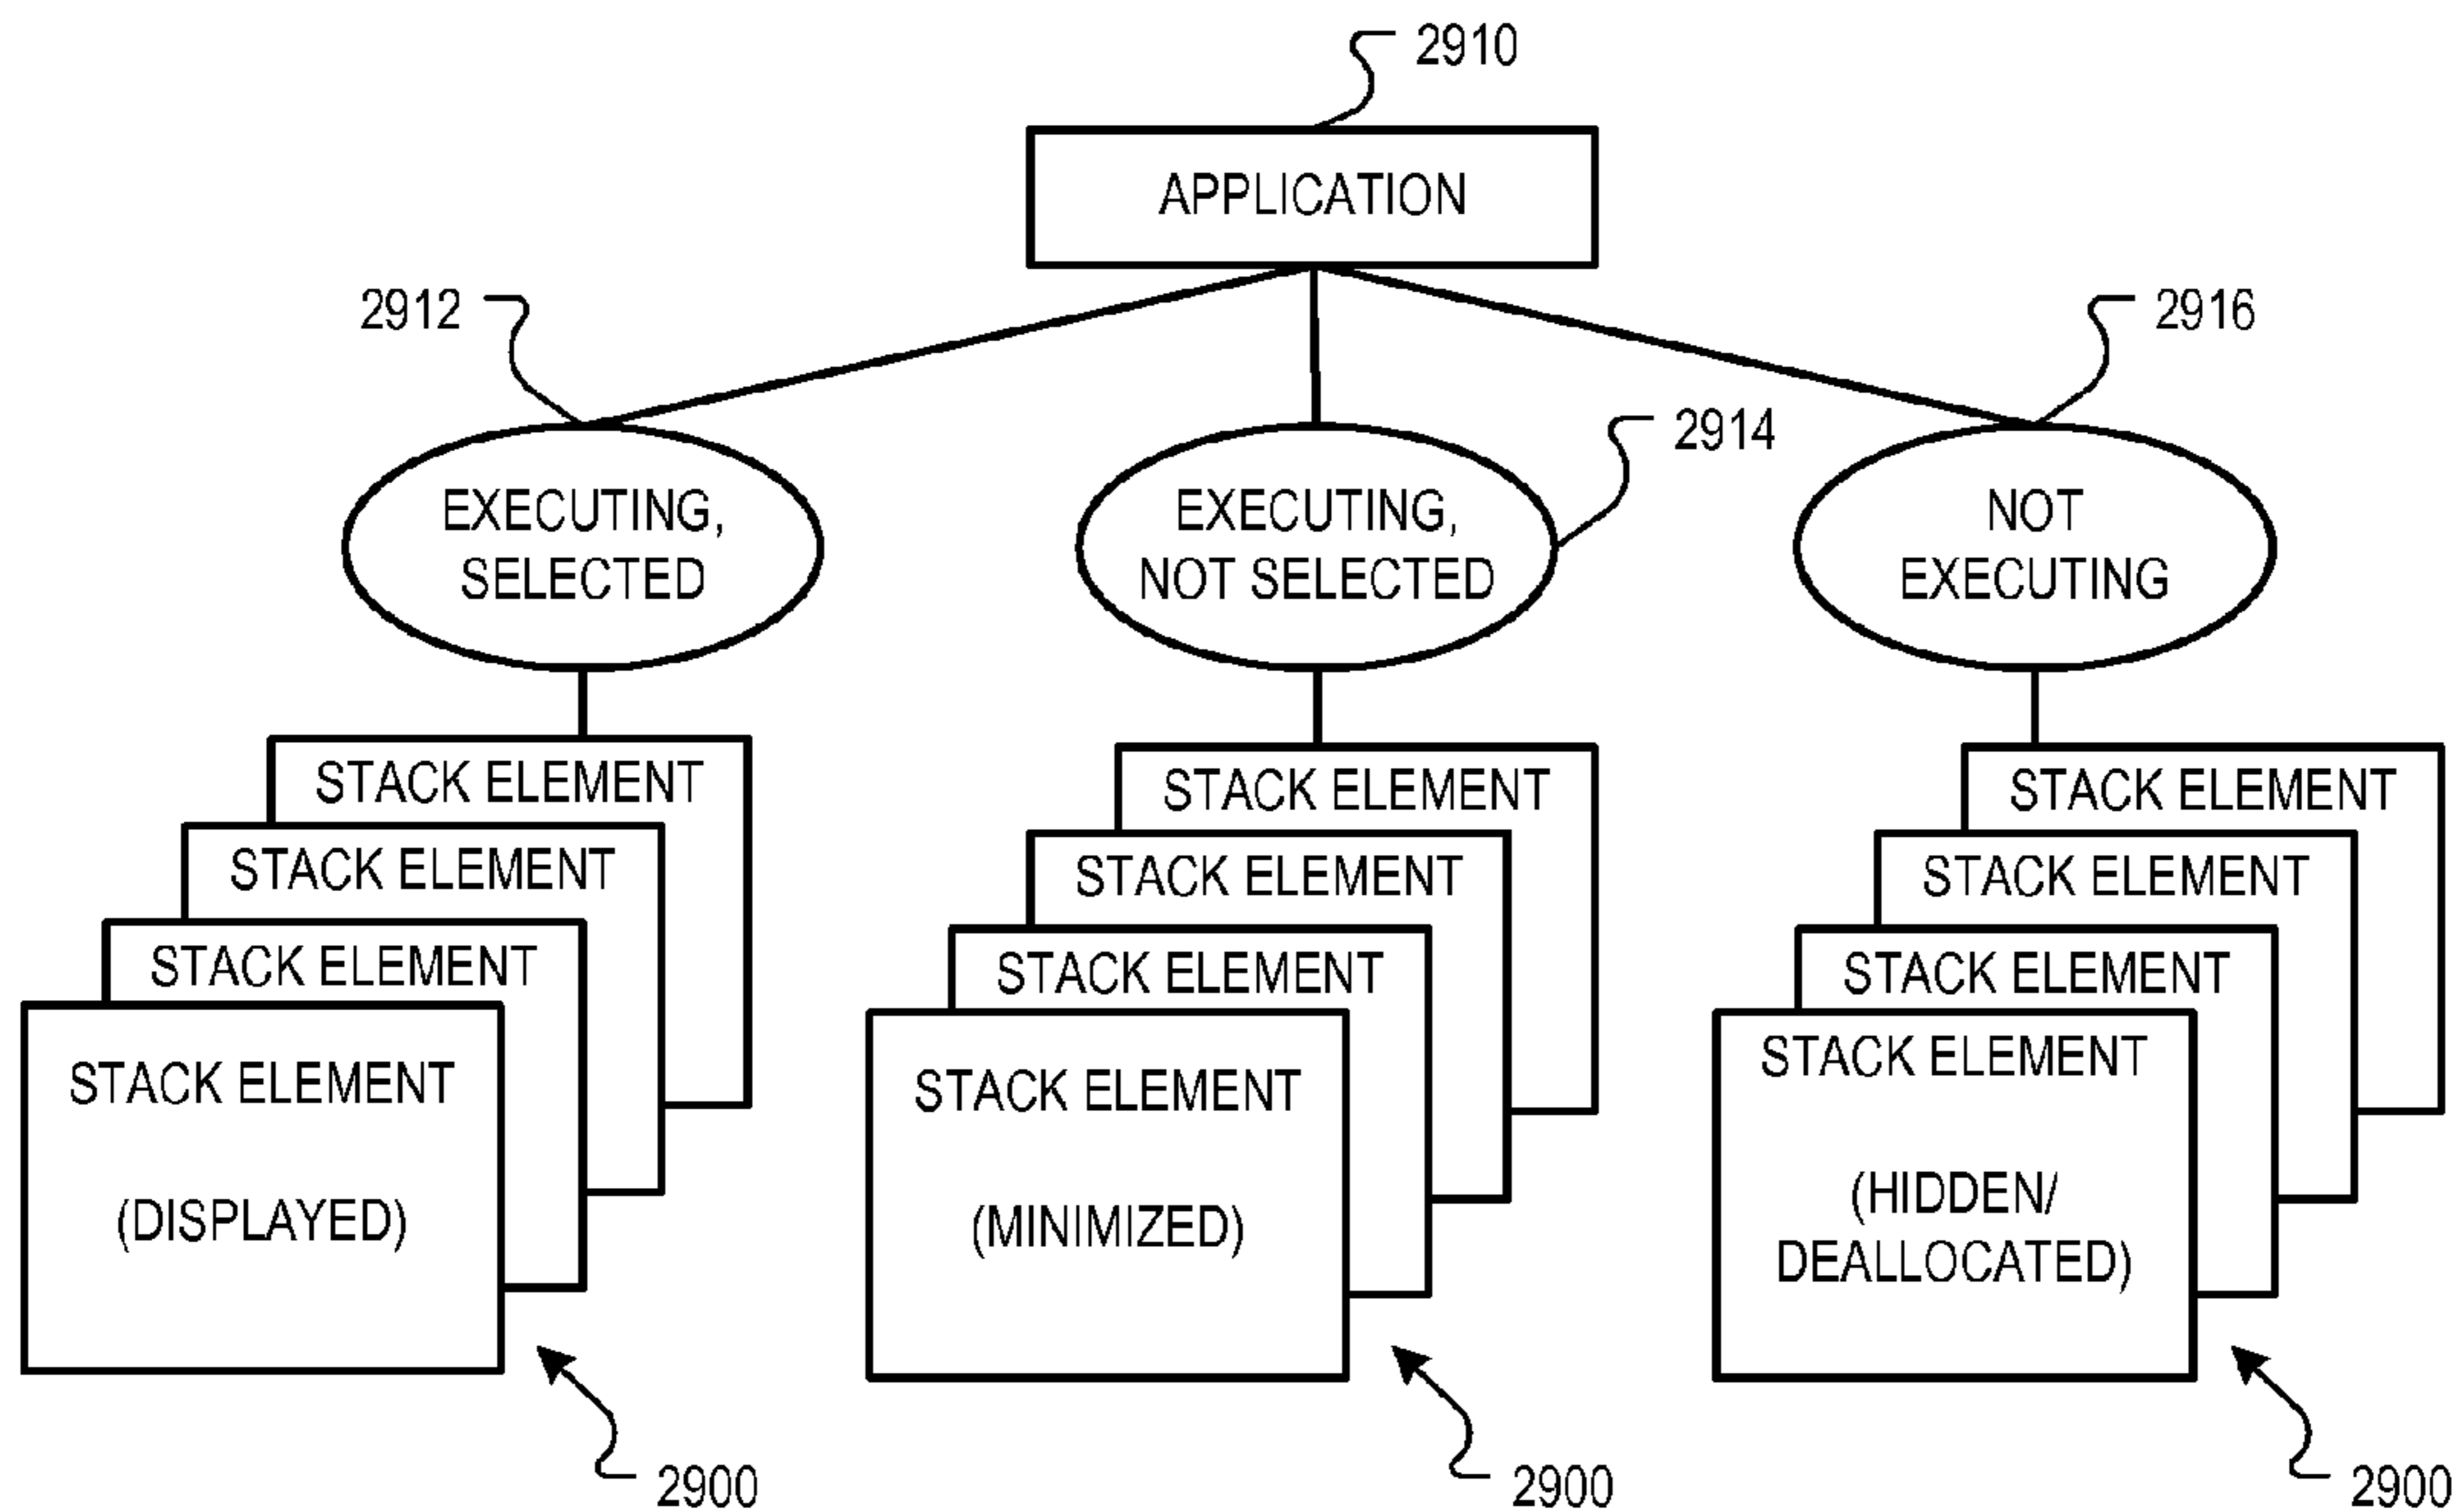 2910
APPLICATION
2912
2916
2914
EXECUTING,
SELECTED
EXECUTING,
NOT SELECTED
NOT
EXECUTING
STACK ELEMENT
STACK ELEMENT
STACK ELEMENT
STACK ELEMENT
(DISPLAYED)
2900
STACK ELEMENT
STACK ELEMENT
STACK ELEMENT
STACK ELEMENT
(MINIMIZED)
2900
STACK ELEMENT
STACK ELEMENT
STACK ELEMENT
STACK ELEMENT
(HIDDEN/
DEALLOCATED)
2900